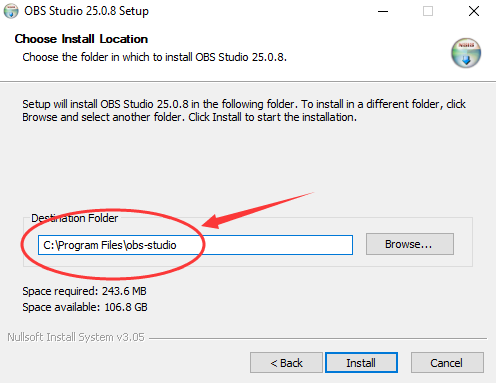 OBS Studio 25.0.8 Setup
Choose Install Location
Choose the folder in which to install OBS Studio 25.0.8.
Setup will install OBS Studio 25.0.8 in the following folder. To install in a different folder, click
Browse and select another folder. Click Install to start the installation.
Destination Folder
C:\Program Files\obs-studio
Browse...
Space required: 243.6 MB
Space available: 106.8 GB
Nullsoft Install System v3.05
< Back
Install
Cancel